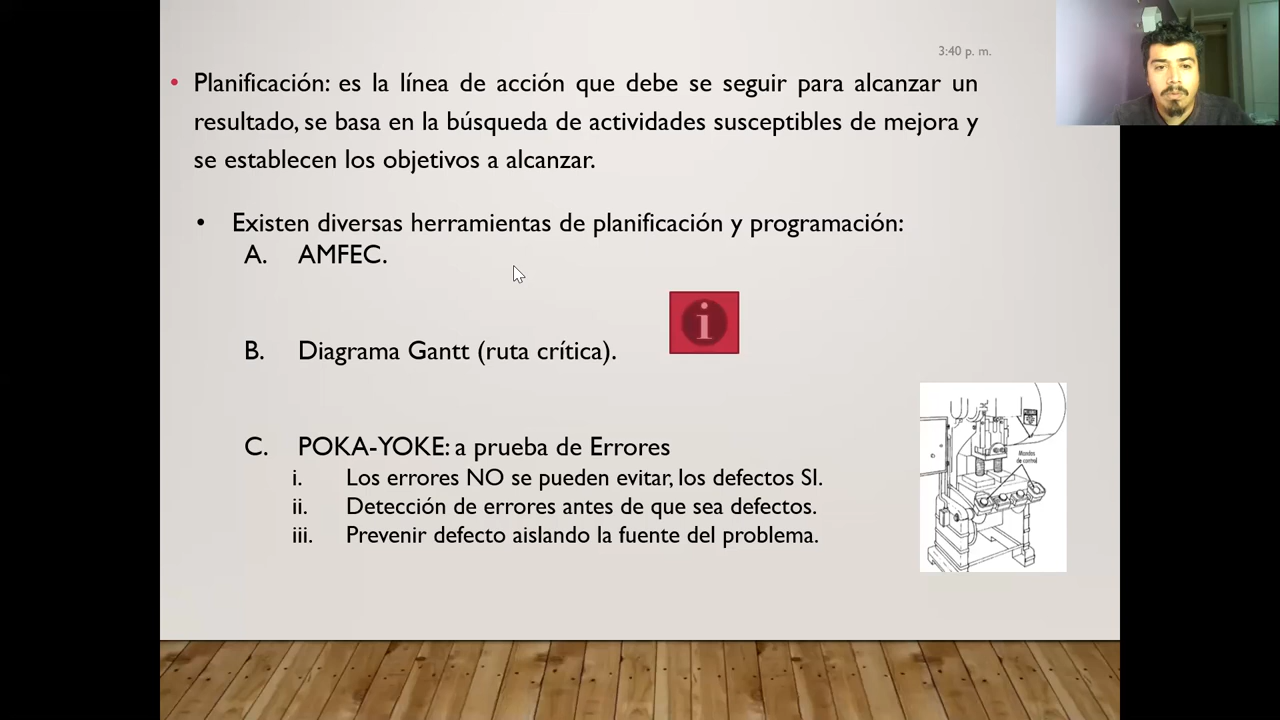 3:40 p. m.
• Planificación: es la línea de acción que debe se seguir para alcanzar un
resultado, se basa en la búsqueda de actividades susceptibles de mejora y
se establecen los objetivos a alcanzar.
• Existen diversas herramientas de planificación y programación:
A. AMFEC.
i
B. Diagrama Gantt (ruta crítica).
C. POKA-YOKE: a prueba de Errores
i. Los errores NO se pueden evitar, los defectos SI.
ii. Detección de errores antes de que sea defectos.
iii. Prevenir defecto aislando la fuente del problema.
Mandos
de control